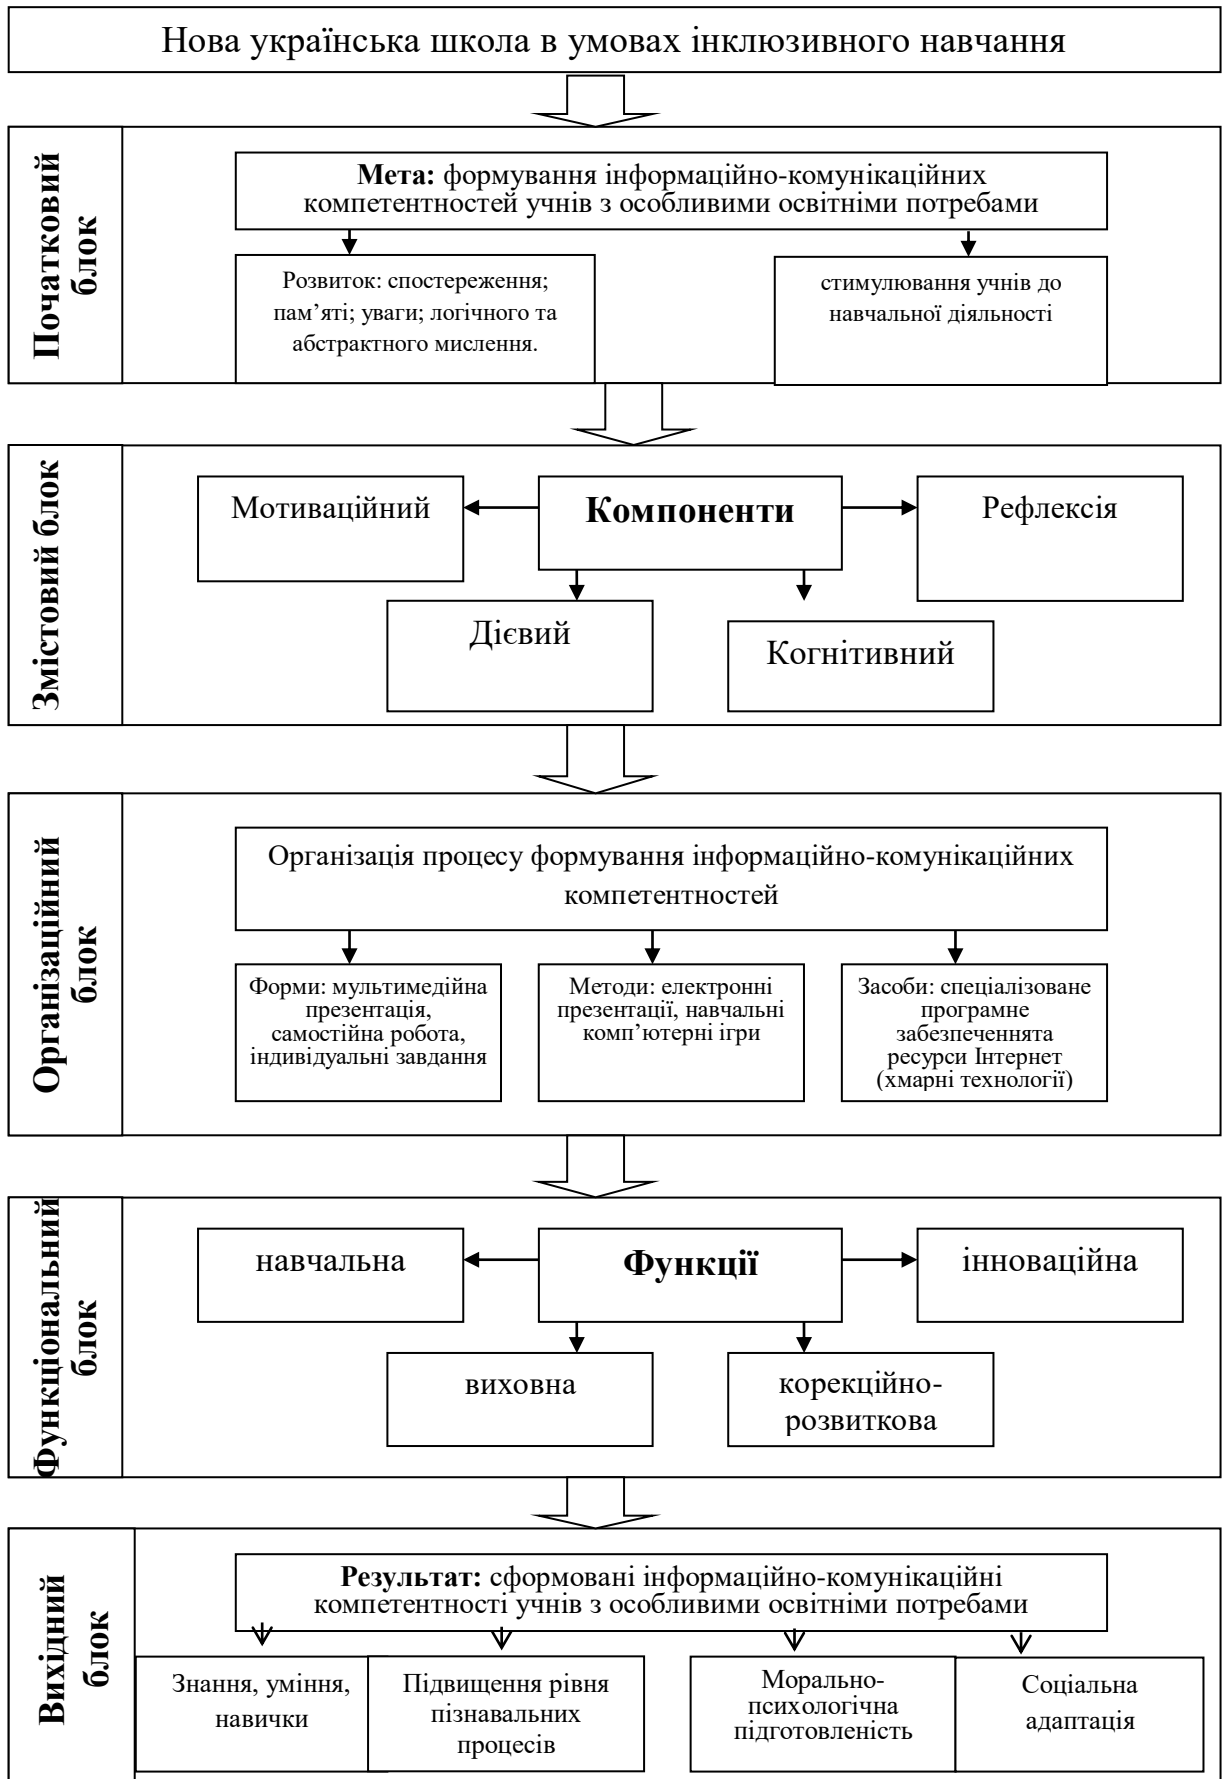 Нова українська школа в умовах інклюзивного навчання
Початковий
блок
Мета: формування інформаційно-комунікаційних
компетентностей учнів з особливими освітніми потребами
Розвиток: спостереження;
пам’яті; уваги; логічного та
абстрактного мислення.
стимулювання учнів до
навчальної діяльності
Змістовий блок
Мотиваційний
Компоненти
Рефлексія
Дієвий
Когнітивний
Організаційний
блок
Організація процесу формування інформаційно-комунікаційних
компетентностей
Форми: мультимедійна
презентація,
самостійна робота,
індивідуальні завдання
Методи: електронні
презентації, навчальні
комп’ютерні ігри
Засоби: спеціалізоване
програмне
забезпеченнята
ресурси Інтернет
(хмарні технології)
Функціональний
блок
навчальна
Функції
інноваційна
виховна
корекційно-
розвиткова
Вихідний
блок
Результат: сформовані інформаційно-комунікаційні
компетентності учнів з особливими освітніми потребами
Знання, уміння,
навички
Підвищення рівня
пізнавальних
процесів
Морально-
психологічна
підготовленість
Соціальна
адаптація